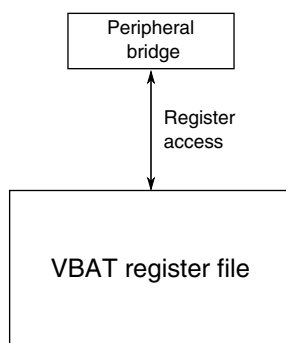 Peripheral
bridge
Register
access
VBAT register file